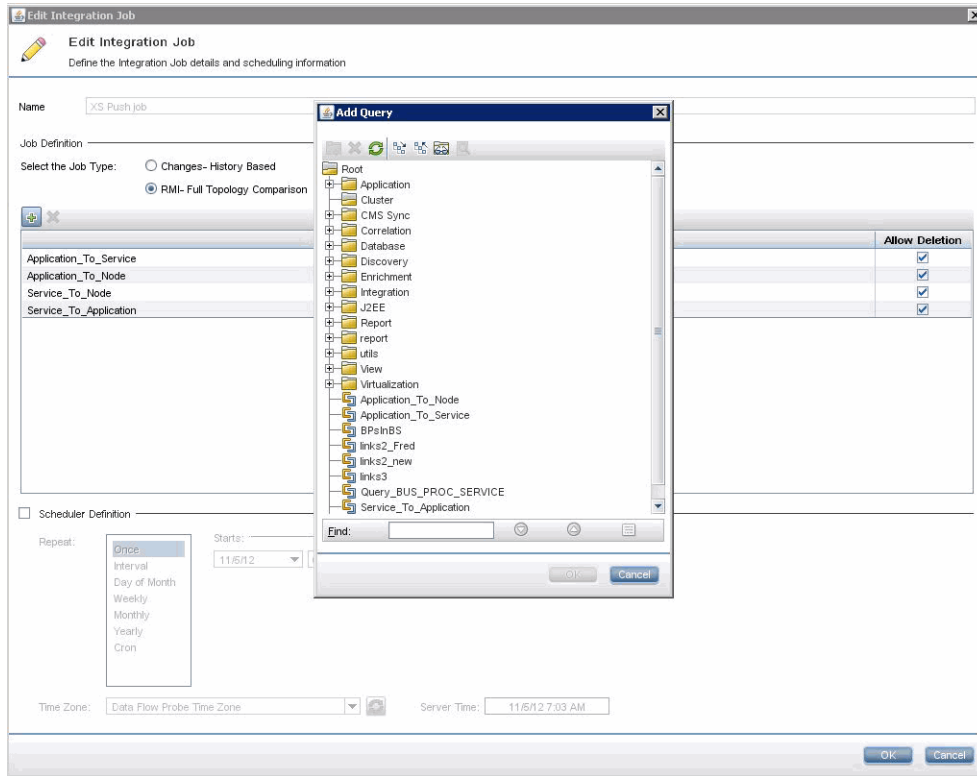 Edit Integration Job
Edit Integration Job
Define the Integration Job details and scheduling information
Name XS Push job
Job Definition
Select the Job Type: Changes- History Based
RMI- Full Topology Comparison
Allow Deletion
Application_To_Service
Application_To_Node
Service_To_Node
Service_To_Application
Add Query
Root
Application
Cluster
CMS Sync
Correlation
Database
Discovery
Enrichment
Integration
J2EE
Report
report
utils
View
Virtualization
Application_To_Node
Application_To_Service
BPsInBS
links2_Fred
links2_new
links3
Query_BUS_PROC_SERVICE
Service_To_Application
Find:
OK Cancel
Scheduler Definition
Repeat: Once
Interval
Day of Month
Weekly
Monthly
Yearly
Cron
Starts:
11/5/12
Time Zone: Data Flow Probe Time Zone Server Time: 11/5/12 7:03 AM
OK Cancel